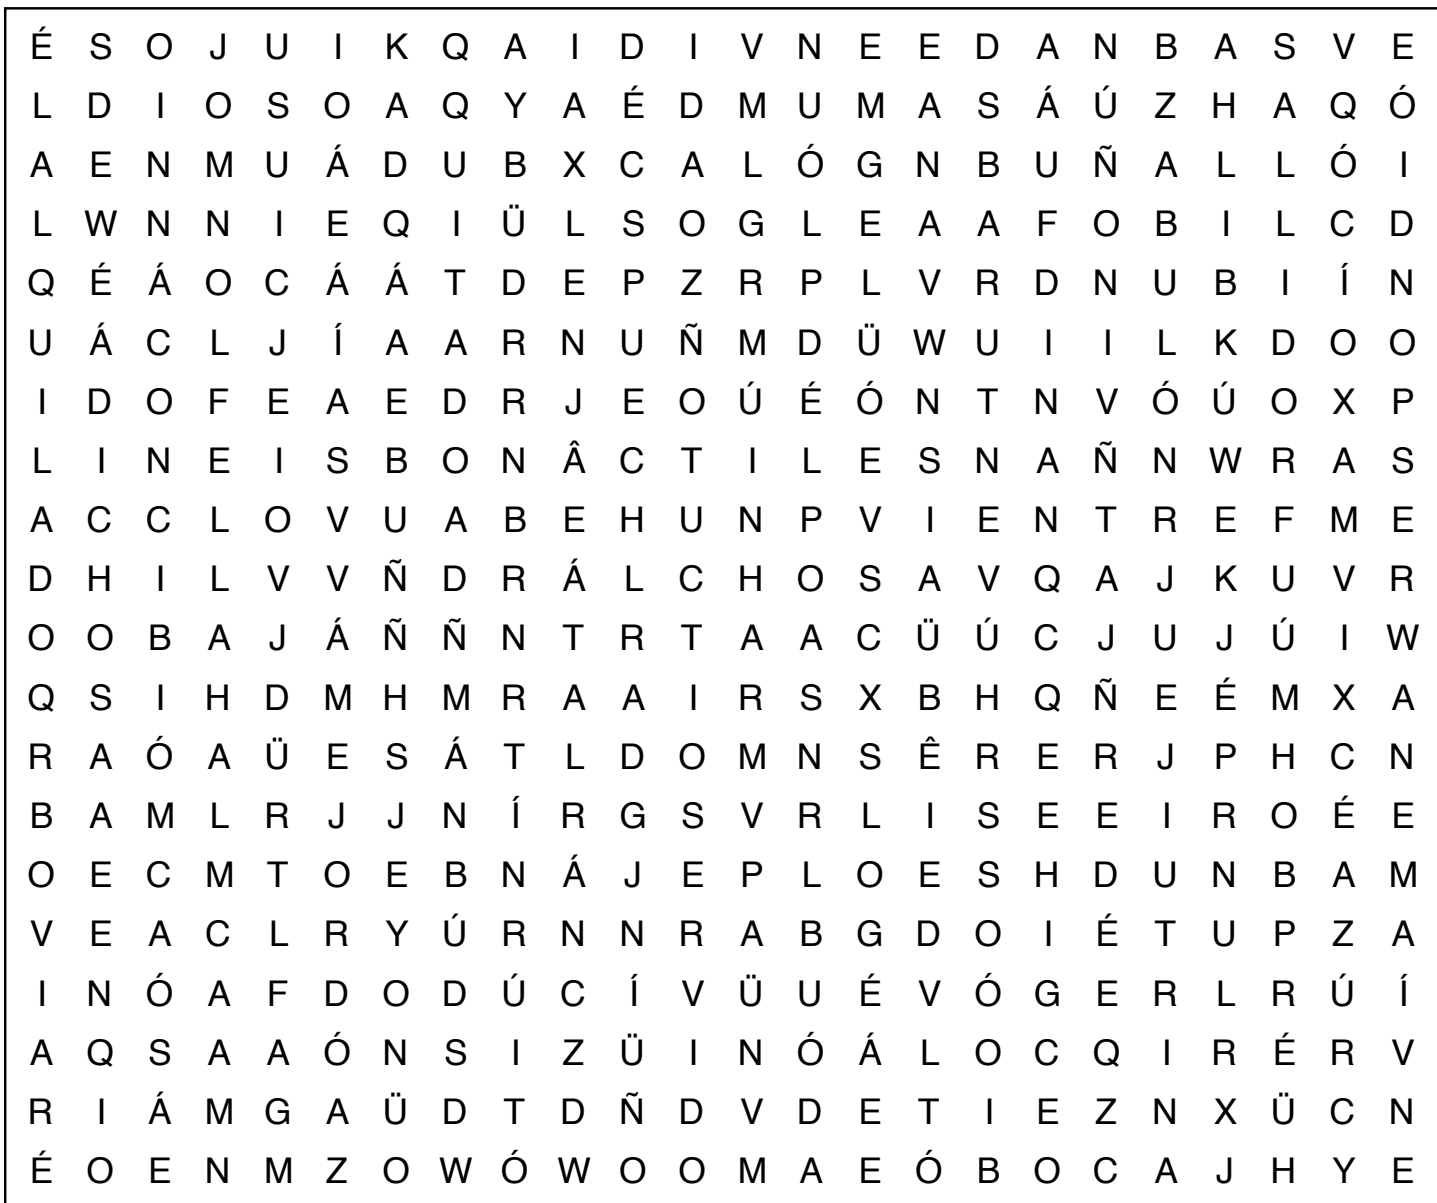 É S O J U I K Q A I D I V N E E D A N B A S V E
L D I O S O A Q Y A É D M U M A S Á Ú Z H A Q Ó
A E N M U Á D U B X C A L Ó G N B U Ñ A L L Ó I
L W N N I E Q I Ü L S O G L E A A F O B I L C D
Q É Á O C Á Á T D E P Z R P L V R D N U B I Í N
U Á C L J Í A A R N U Ñ M D Ü W U I I L K D O O
I D O F E A E D R J E O Ú É Ó N T N V Ó Ú O X P
L I N E I S B O N Â C T I L E S N A Ñ N W R A S
A C C L O V U A B E H U N P V I E N T R E F M E
D H I L V V Ñ D R Á L C H O S A V Q A J K U V R
O O B A J Á Ñ Ñ N T R T A A C Ü Ú C J U J Ú I W
Q S I H D M H M R A A I R S X B H Q Ñ E É M X A
R A Ó A Ü E S Á T L D O M N S Ê R E R J P H C N
B A M L R J J N Í R G S V R L I S E E I R O É E
O E C M T O E B N Á J E P L O E S H D U N B A M
V E A C L R Y Ú R N N R A B G D O I É T U P Z A
I N Ó A F D O D Ú C Í V Ü U É V Ó G E R L R Ú Í
A Q S A A Ó N S I Z Ü I N Ó Á L O C Q I R É R V
R I Á M G A Ü D T D Ñ D V D E T I E Z N X Ü C N
É O E N M Z O W Ó W O O M A E Ó B O C A J H Y E